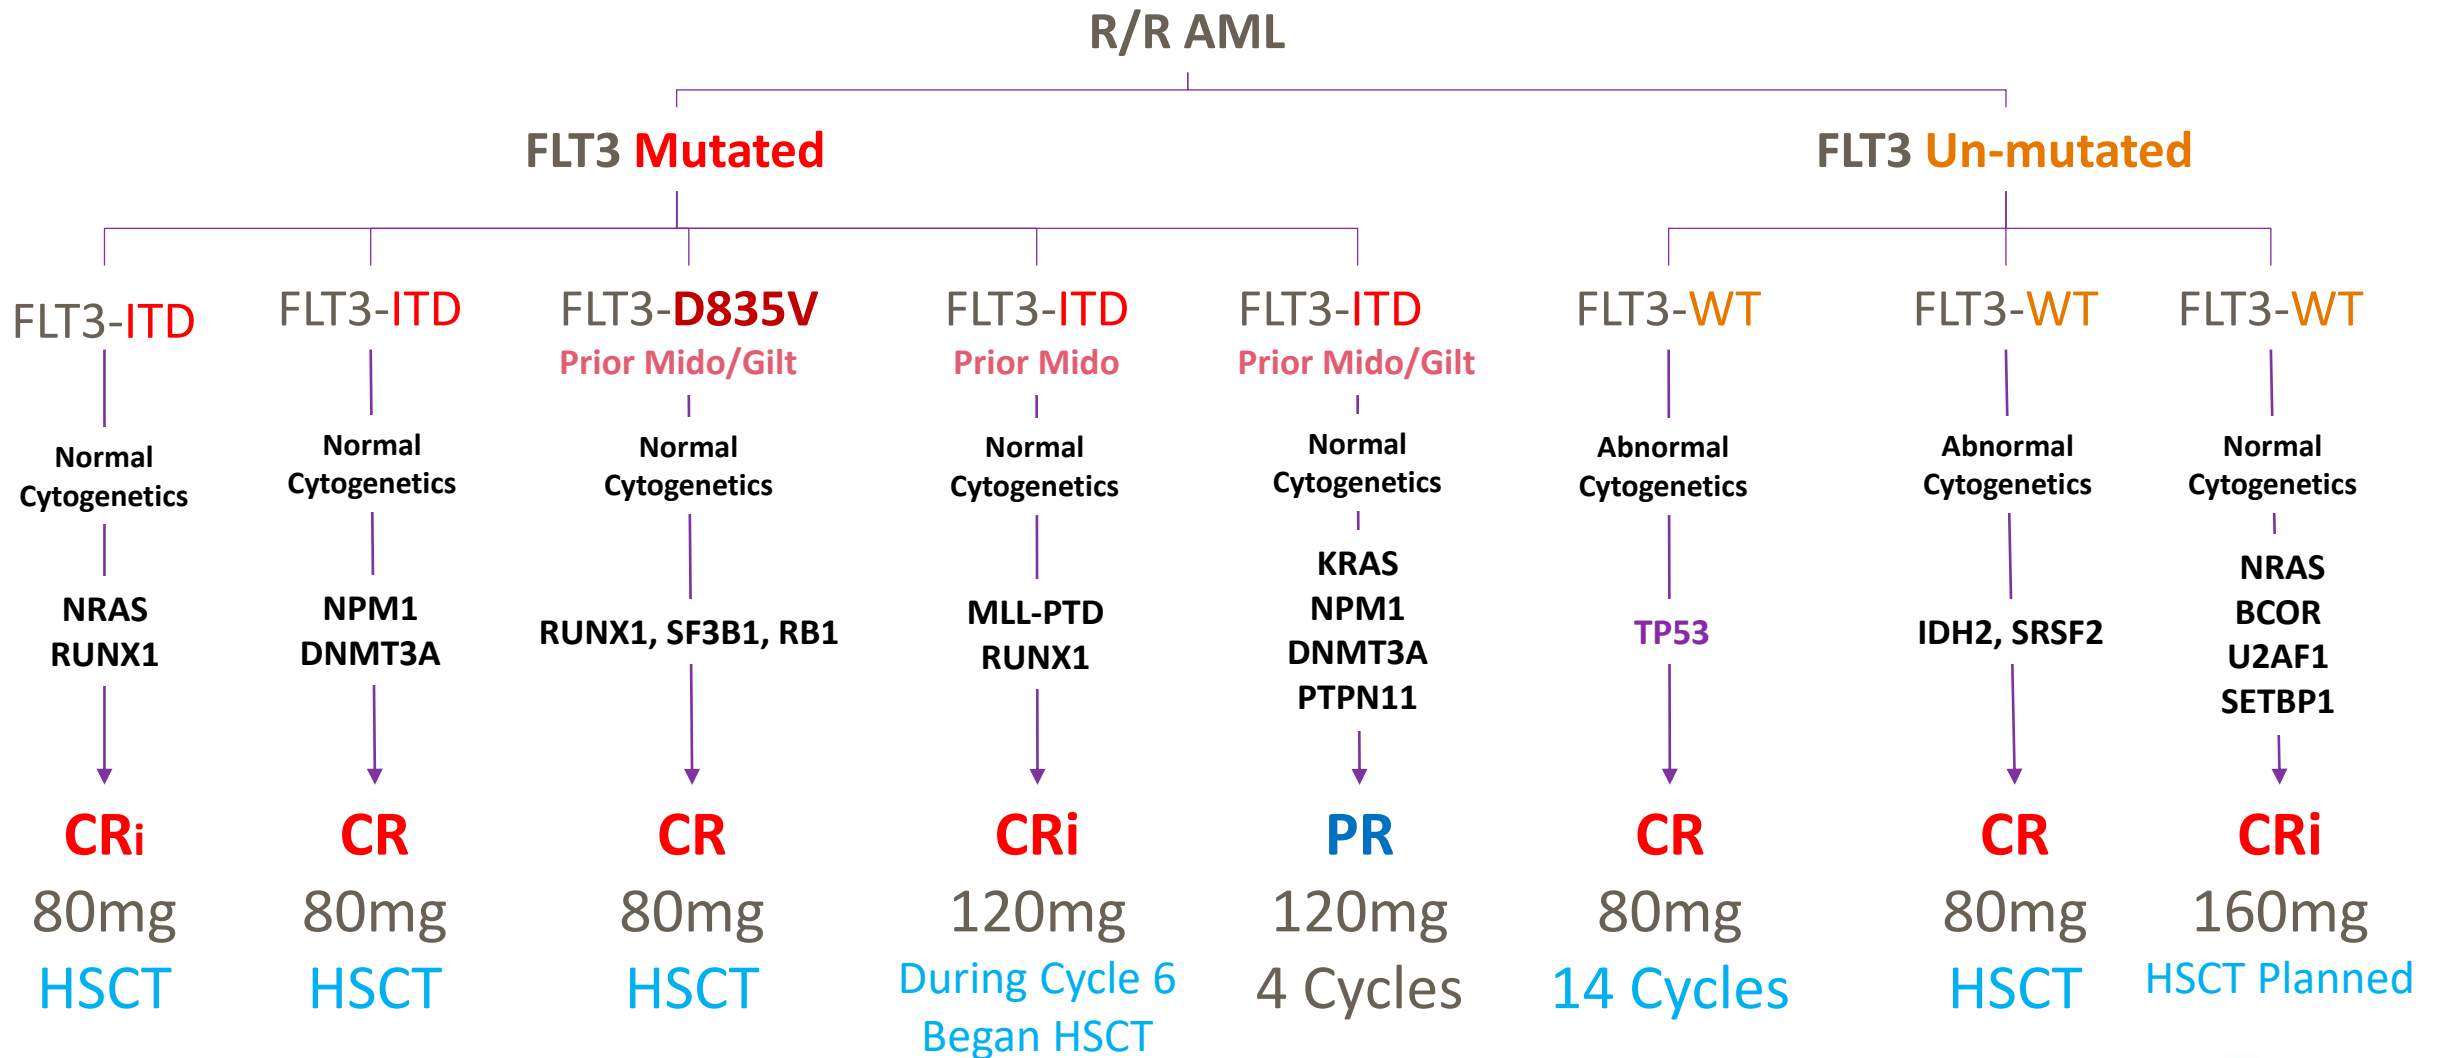 R/R AML
FLT3 Mutated
FLT3 Un-mutated
FLT3-ITD
Normal
Cytogenetics
NRAS
RUNX1
CRi
80mg
HSCT
FLT3-ITD
Normal
Cytogenetics
NPM1
DNMT3A
CR
80mg
HSCT
FLT3-D835V
Prior Mido/Gilt
Normal
Cytogenetics
RUNX1, SF3B1, RB1
CR
80mg
HSCT
FLT3-ITD
Prior Mido
Normal
Cytogenetics
MLL-PTD
RUNX1
CRi
120mg
During Cycle 6
Began HSCT
FLT3-ITD
Prior Mido/Gilt
Normal
Cytogenetics
KRAS
NPM1
DNMT3A
PTPN11
PR
120mg
4 Cycles
FLT3-WT
Abnormal
Cytogenetics
TP53
CR
80mg
14 Cycles
FLT3-WT
Abnormal
Cytogenetics
IDH2, SRSF2
CR
80mg
HSCT
FLT3-WT
Normal
Cytogenetics
NRAS
BCOR
U2AF1
SETBP1
CRi
160mg
HSCT Planned